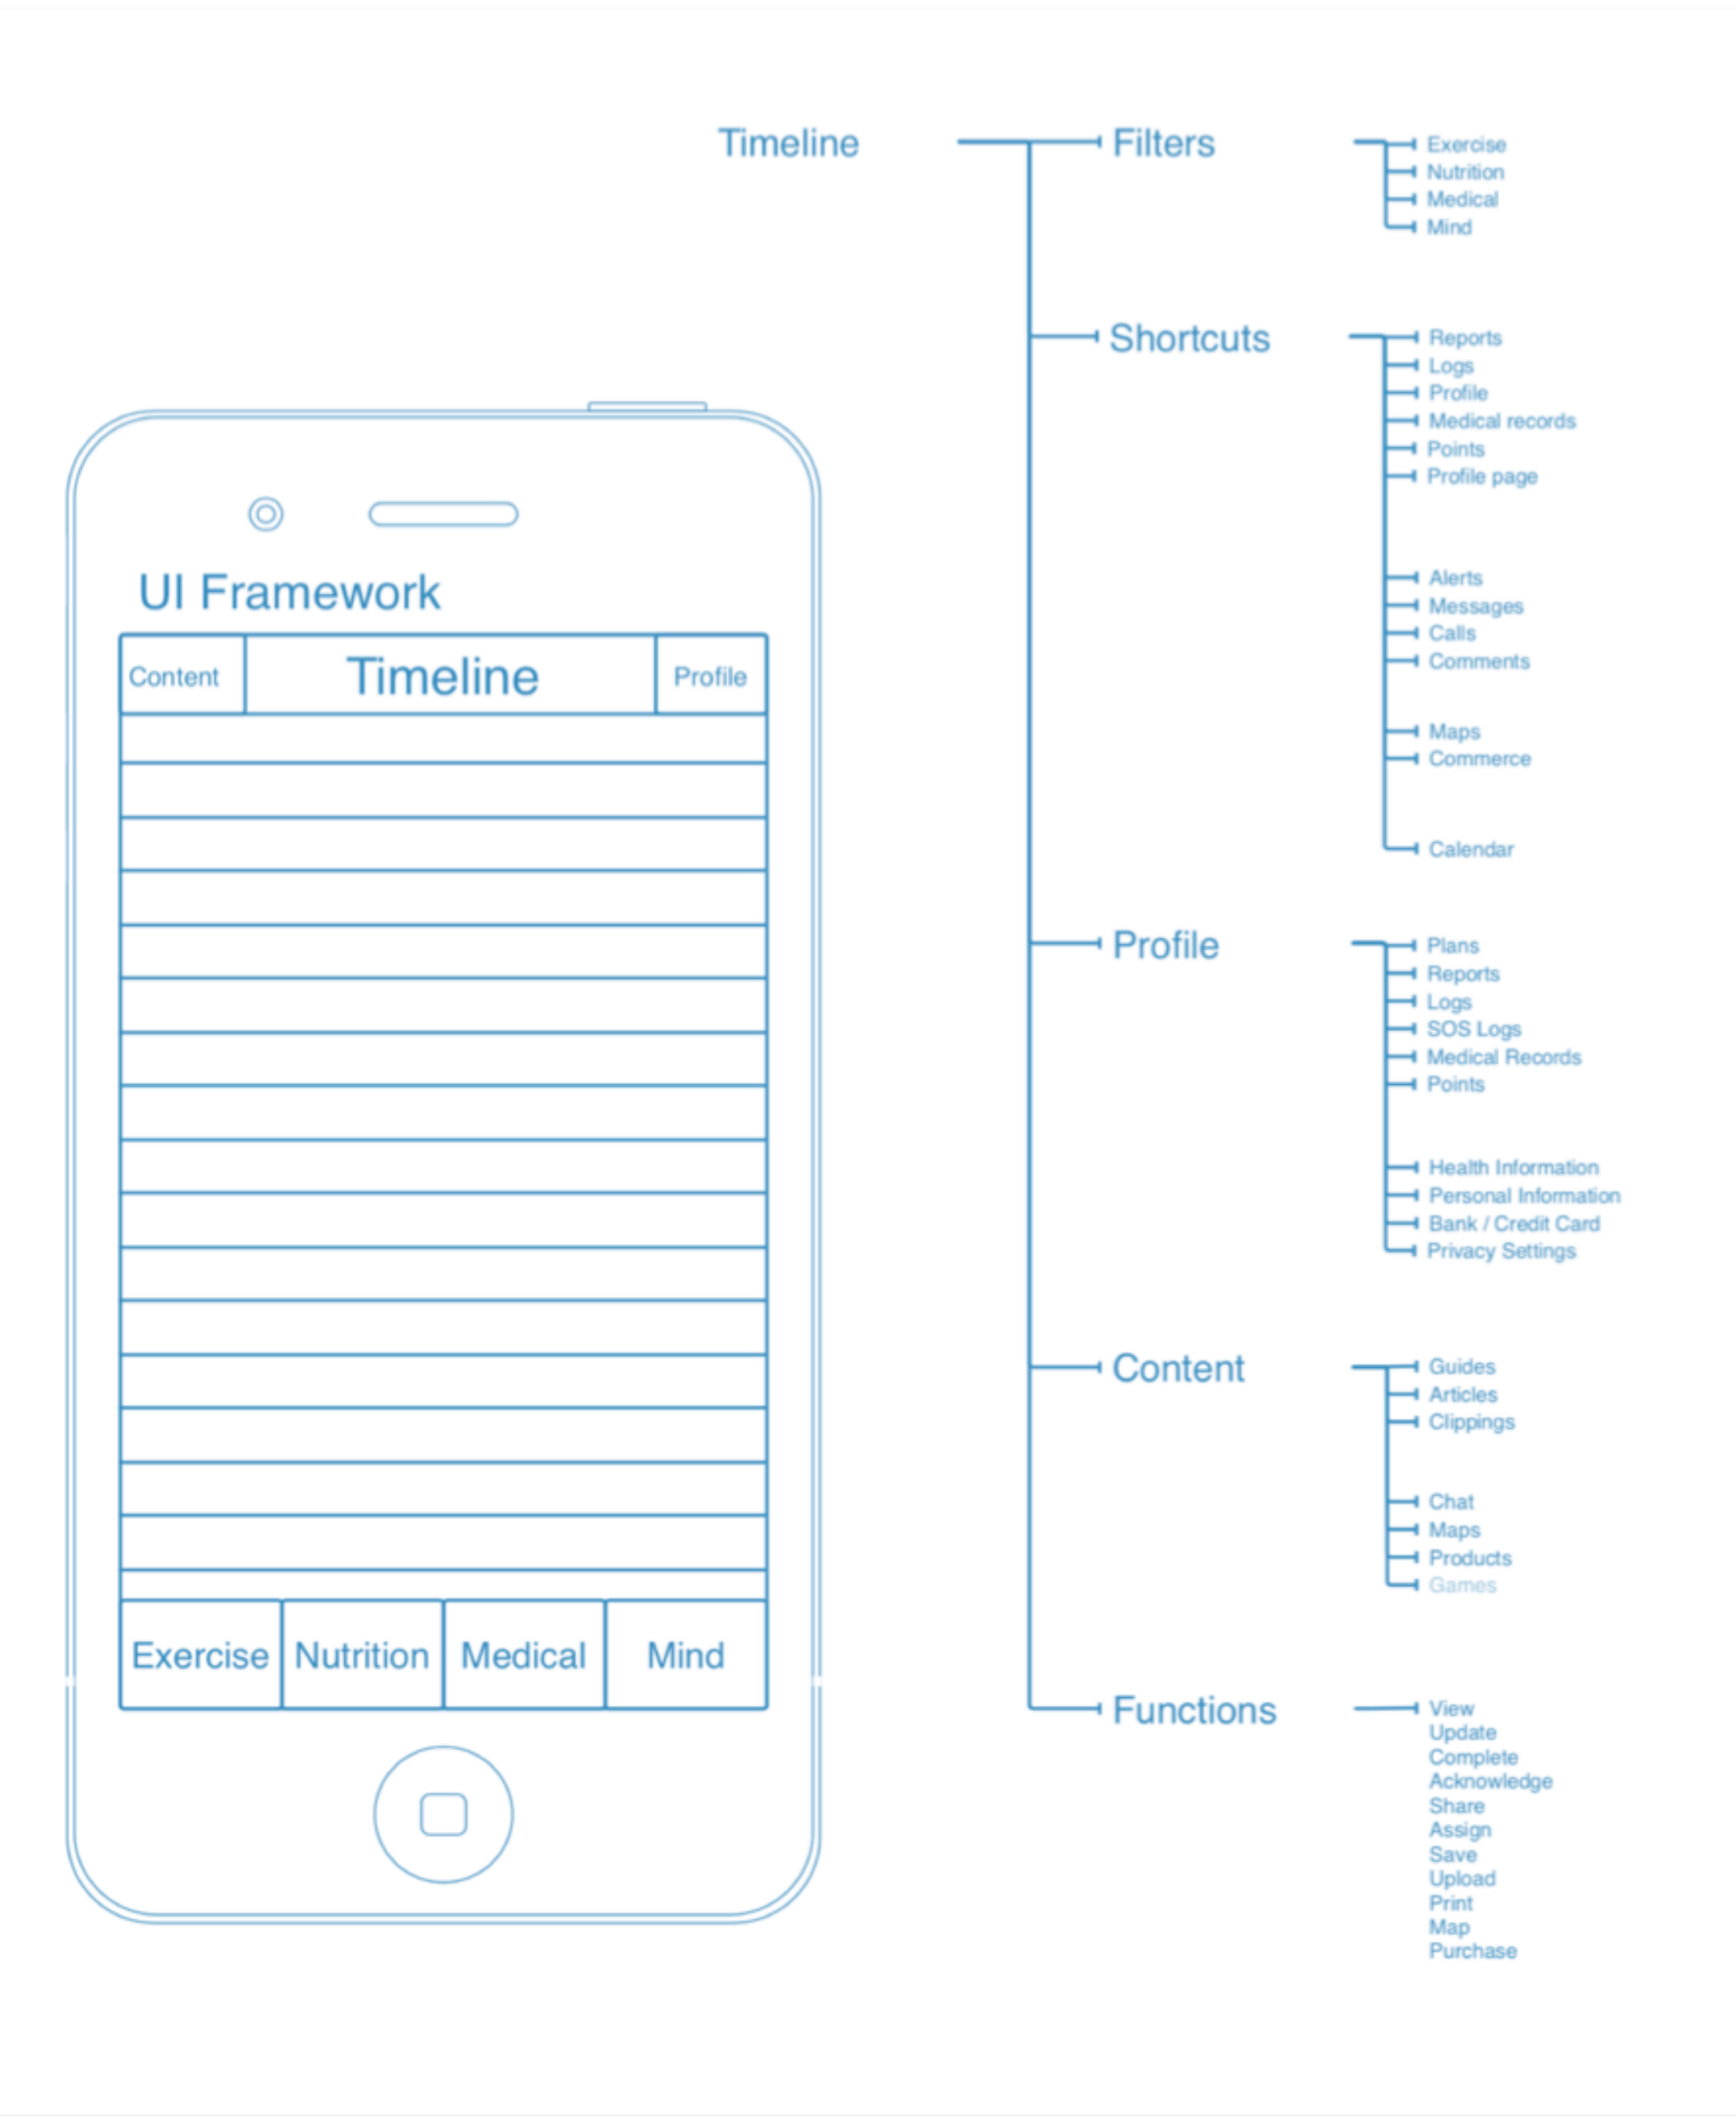 Timeline
Filters
Exercise
Nutrition
Medical
Mind
Shortcuts
Reports
Logs
Profile
Medical records
Points
Profile page
Alerts
Messages
Calls
Comments
Maps
Commerce
Calendar
Profile
Plans
Reports
Logs
SOS Logs
Medical Records
Points
Health Information
Personal Information
Bank / Credit Card
Privacy Settings
Content
Guides
Articles
Clippings
Chat
Maps
Products
Games
Functions
View
Update
Complete
Acknowledge
Share
Assign
Save
Upload
Print
Map
Purchase
UI Framework
Content Timeline Profile
Exercise Nutrition Medical Mind